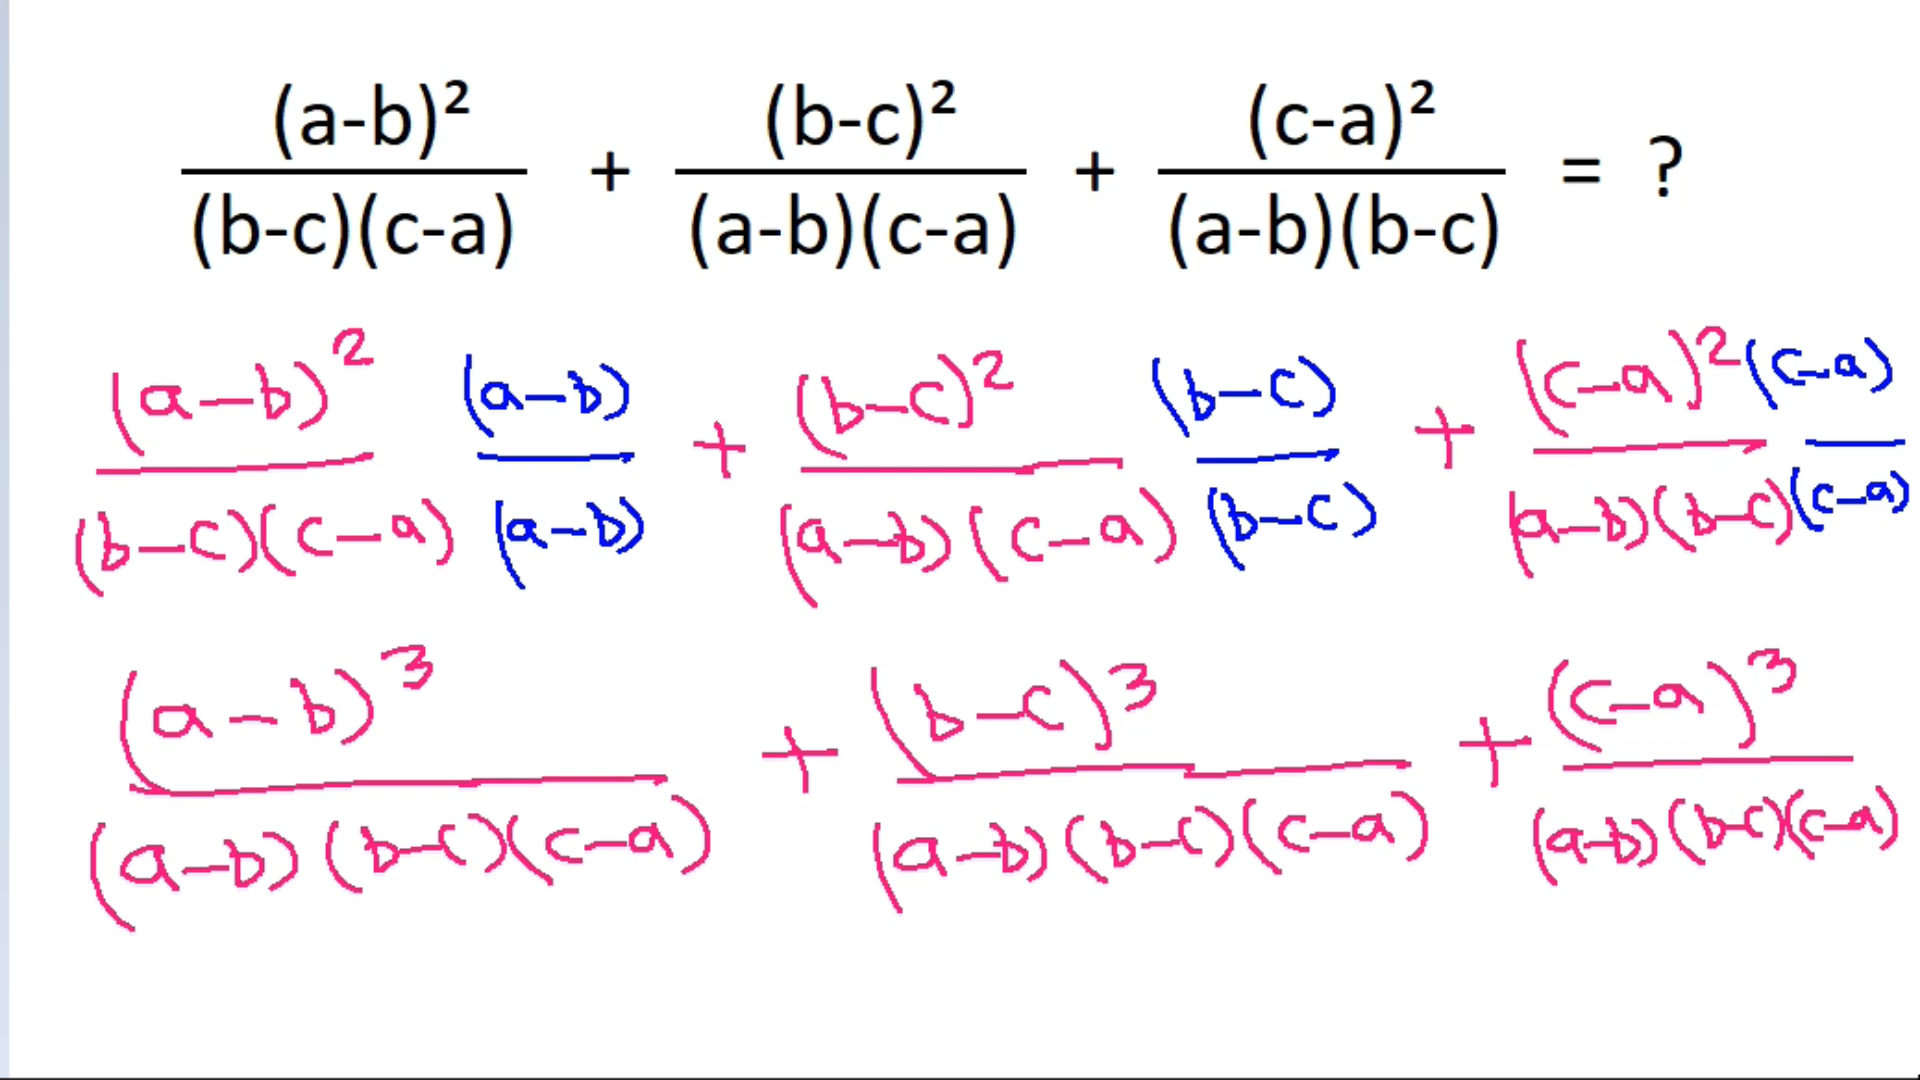 (a-b)² + (b-c)² + (c-a)² = ?
(b-c)(c-a) (a-b)(c-a) (a-b)(b-c)
(a-b)² (a-b) + (b-c)² (b-c) + (c-a)² (c-a)
(b-c)(c-a) (a-b) (a-b)(c-a) (b-c) (a-b)(b-c) (c-a)
(a-b)³ + (b-c)³ + (c-a)³
(a-b)(b-c)(c-a) (a-b)(b-c)(c-a) (a-b)(b-c)(c-a)